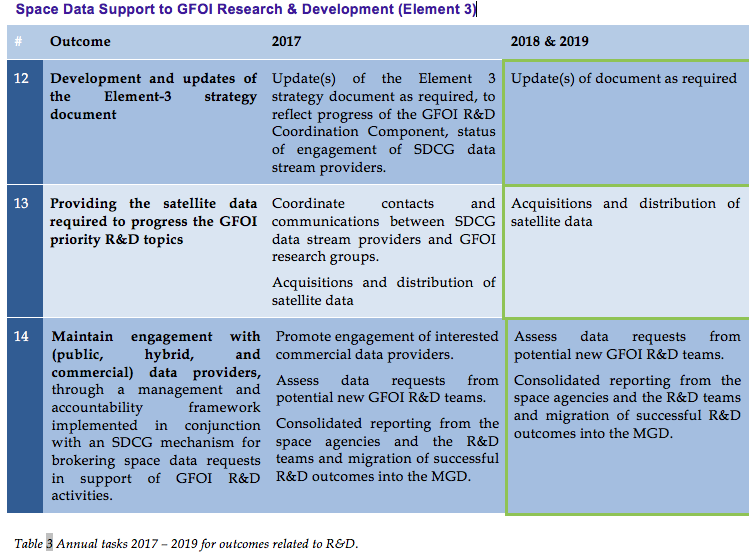 Space Data Support to GFOI Research & Development (Element 3)
# Outcome 2017 2018 & 2019
12 Development and updates of the Element-3 strategy document
Update(s) of the Element 3
strategy document as required, to
reflect progress of the GFOI R&D
Coordination Component, status
of engagement of SDCG data
stream providers.
Update(s) of document as required
13 Providing the satellite data
required to progress the GFOI
priority R&D topics
Coordinate contacts and
communications between SDCG
data stream providers and GFOI
research groups.
Acquisitions and distribution of
satellite data
Acquisitions and distribution of
satellite data
14 Maintain engagement with
(public, hybrid, and
commercial) data providers,
through a management and
accountability framework
implemented in conjunction
with an SDCG mechanism for
brokering space data requests
in support of GFOI R&D
activities.
Promote engagement of interested
commercial data providers.
Assess data requests from
potential new GFOI R&D teams.
Consolidated reporting from the
space agencies and the R&D
teams and migration of successful
R&D outcomes into the MGD.
Assess data requests from
potential new GFOI R&D teams.
Consolidated reporting from the
space agencies and the R&D teams
and migration of successful R&D
outcomes into the MGD.
Table 3 Annual tasks 2017 – 2019 for outcomes related to R&D.